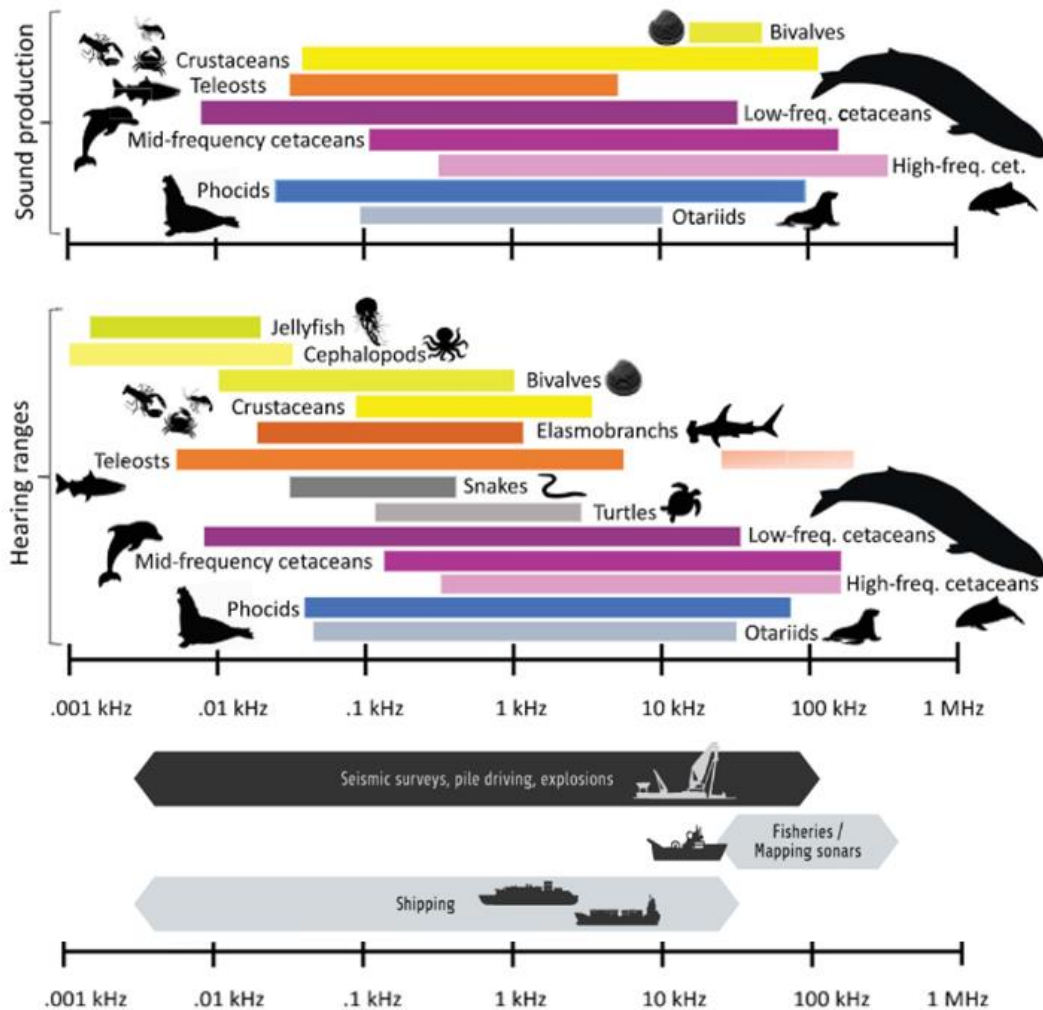 Sound production
Bivalves
Crustaceans
Teleosts
Low-freq. cetaceans
Mid-frequency cetaceans
High-freq. cet.
Phocids
Otariids
Hearing ranges
Jellyfish
Cephalopods
Bivalves
Crustaceans
Elasmobranchs
Teleosts
Snakes
Turtles
Low-freq. cetaceans
Mid-frequency cetaceans
High-freq. cetaceans
Phocids
Otariids
.001 kHz .01 kHz .1 kHz 1 kHz 10 kHz 100 kHz 1 MHz
Seismic surveys, pile driving, explosions
Fisheries /
Mapping sonars
Shipping
.001 kHz .01 kHz .1 kHz 1 kHz 10 kHz 100 kHz 1 MHz